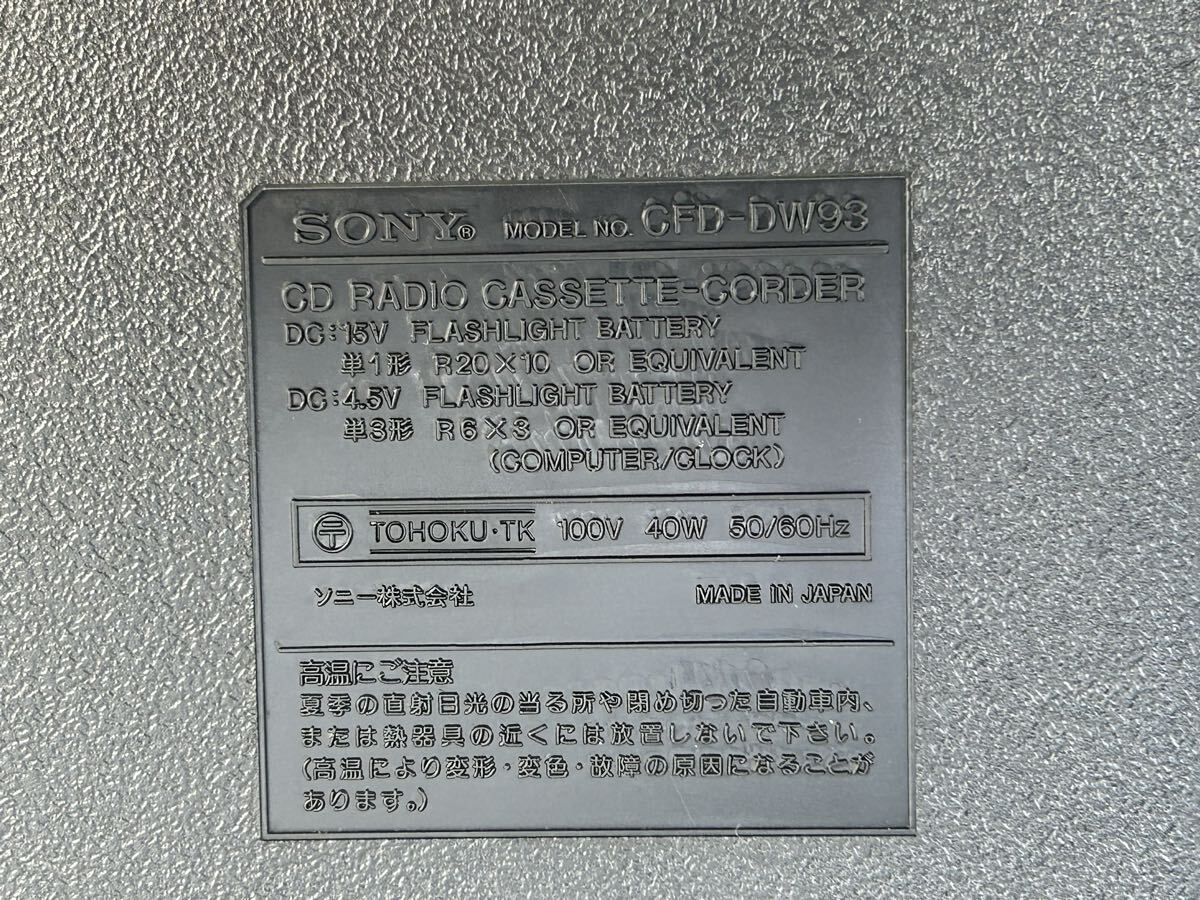 SONY® MODEL NO. CFD-DW93
CD RADIO CASSETTE-CORDER
DC:15V FLASHLIGHT BATTERY
単1形 R20×10 OR EQUIVALENT
DC:4.5V FLASHLIGHT BATTERY
単3形 R6×3 OR EQUIVALENT
(COMPUTER/CLOCK)
〶 TOHOKU・TK 100V 40W 50/60Hz
ソニー株式会社 MADE IN JAPAN
高温にご注意
夏季の直射日光の当る所や閉め切った自動車内、
または熱器具の近くには放置しないで下さい。
(高温により変形・変色・故障の原因になることが
あります。)